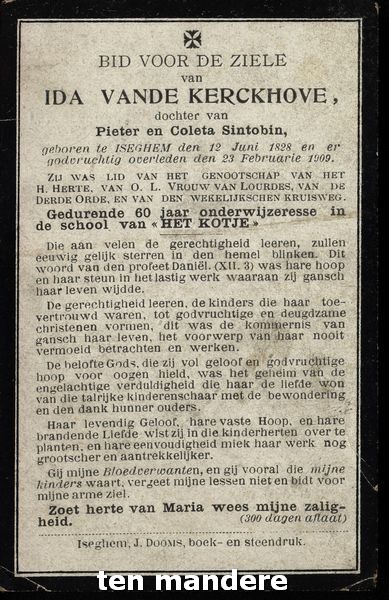 BID VOOR DE ZIELE
van
IDA VANDE KERCKHOVE,
dochter van
Pieter en Coleta Sintobin,
geboren te ISEGHEM den 12 Juni 1828 en er
godvruchtig overleden den 23 Februarie 1909.
Zij was lid van het genootschap van het
H. Herte, van O. L. Vrouw van Lourdes, van de
Derde Orde, en van den wekelijkschen kruisweg.
Gedurende 60 jaar onderwijzeresse in
de school van «HET KOTJE»
Die aan velen de gerechtigheid leeren, zullen
eeuwig gelijk sterren in den hemel blinken. Dit
woord van den profeet Daniël. (XII. 3) was hare hoop
en haar steun in het lastig werk waaraan zij gansch
haar leven wijdde.
De gerechtigheid leeren, de kinders die haar toe-
vertrouwd waren, tot godvruchtige en deugdzame
christenen vormen, dit was de kommernis van
gansch haar leven, het voorwerp van haar nooit
vermoeid betrachten en werken.
De belofte Gods, die zij vol geloof en godvruchtige
hoop voor oogen hield, was het geheim van de
engelachtige verduldigheid die haar de liefde won
van die talrijke kinderenschaar met de bewondering
en den dank hunner ouders.
Haar levendig Geloof, hare vaste Hoop, en hare
brandende Liefde wist zij in die kinderherten over te
planten, en hare eenvoudigheid miek haar werk nog
grootscher en aantrekkelijker.
Gij mijne Bloedverwanten, en gij vooral die mijne
kinders waart, vergeet mijne lessen niet en bidt voor
mijne arme ziel.
Zoet herte van Maria wees mijne zalig-
heid. (300 dagen aflaat)
Iseghem, J. Dooms, boek- en steendruk.
ten mandere